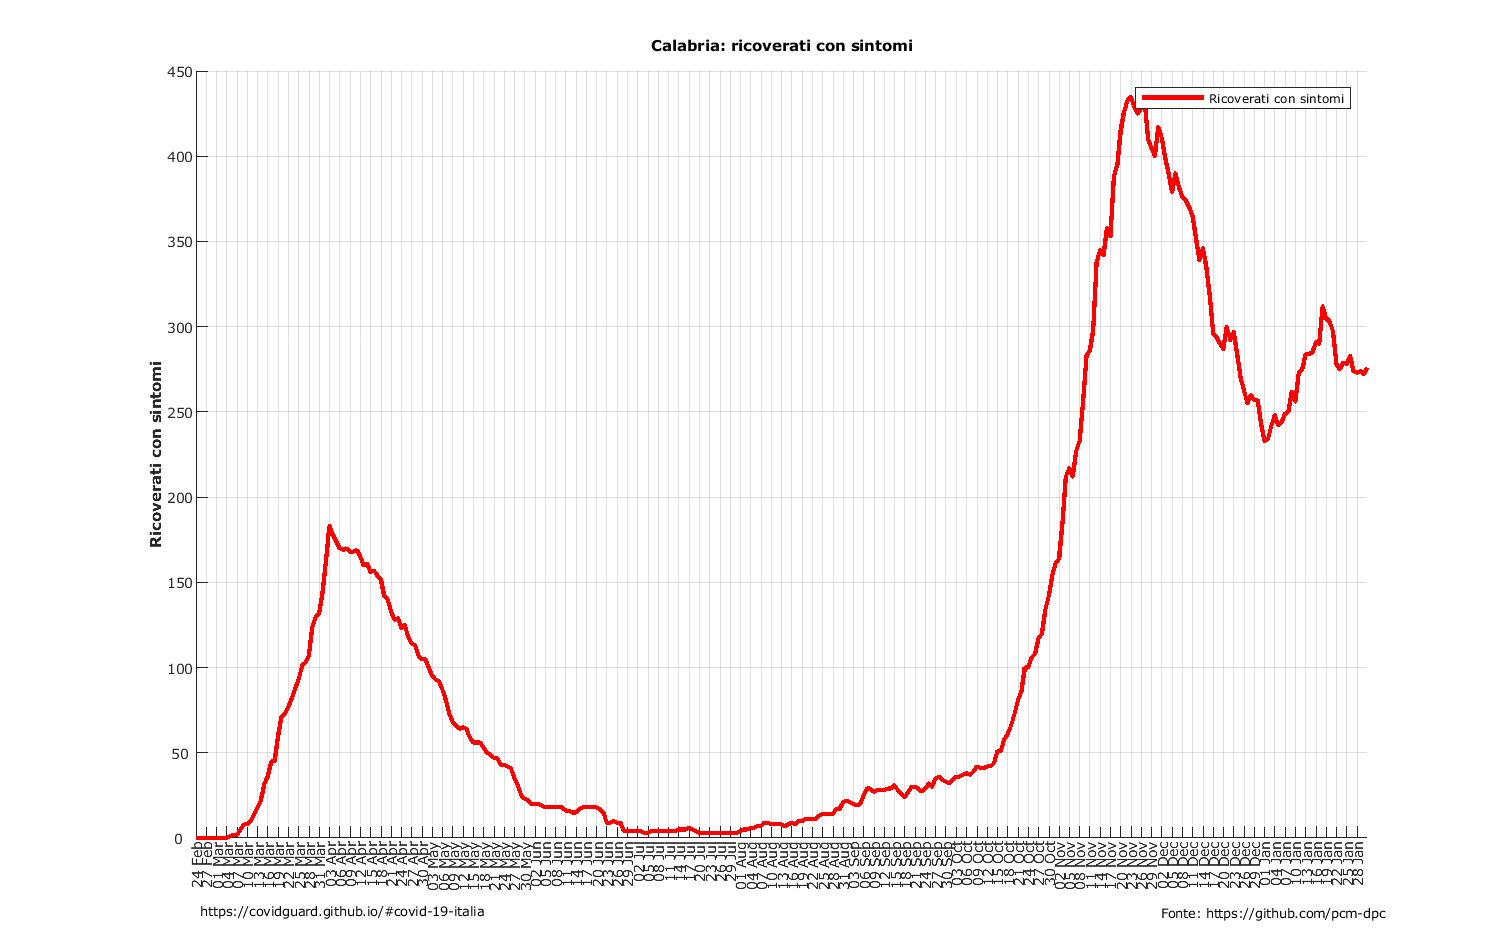 Calabria: ricoverati con sintomi
450
400
350
300
250
200
150
100
50
0
Ricoverati con sintomi
Ricoverati con sintomi
24 Feb
27 Feb
01 Mar
04 Mar
07 Mar
10 Mar
13 Mar
16 Mar
19 Mar
22 Mar
25 Mar
28 Mar
31 Mar
03 Apr
06 Apr
09 Apr
12 Apr
15 Apr
18 Apr
21 Apr
24 Apr
27 Apr
30 Apr
03 May
06 May
09 May
12 May
15 May
18 May
21 May
24 May
27 May
30 May
02 Jun
05 Jun
08 Jun
11 Jun
14 Jun
17 Jun
20 Jun
23 Jun
26 Jun
29 Jun
02 Jul
05 Jul
08 Jul
11 Jul
14 Jul
17 Jul
20 Jul
23 Jul
26 Jul
29 Jul
01 Aug
04 Aug
07 Aug
10 Aug
13 Aug
16 Aug
19 Aug
22 Aug
25 Aug
28 Aug
31 Aug
03 Sep
06 Sep
09 Sep
12 Sep
15 Sep
18 Sep
21 Sep
24 Sep
27 Sep
30 Sep
03 Oct
06 Oct
09 Oct
12 Oct
15 Oct
18 Oct
21 Oct
24 Oct
27 Oct
30 Oct
02 Nov
05 Nov
08 Nov
11 Nov
14 Nov
17 Nov
20 Nov
23 Nov
26 Nov
29 Nov
02 Dec
05 Dec
08 Dec
11 Dec
14 Dec
17 Dec
20 Dec
23 Dec
26 Dec
29 Dec
01 Jan
04 Jan
07 Jan
10 Jan
13 Jan
16 Jan
19 Jan
22 Jan
25 Jan
28 Jan
https://covidguard.github.io/#covid-19-italia
Fonte: https://github.com/pcm-dpc